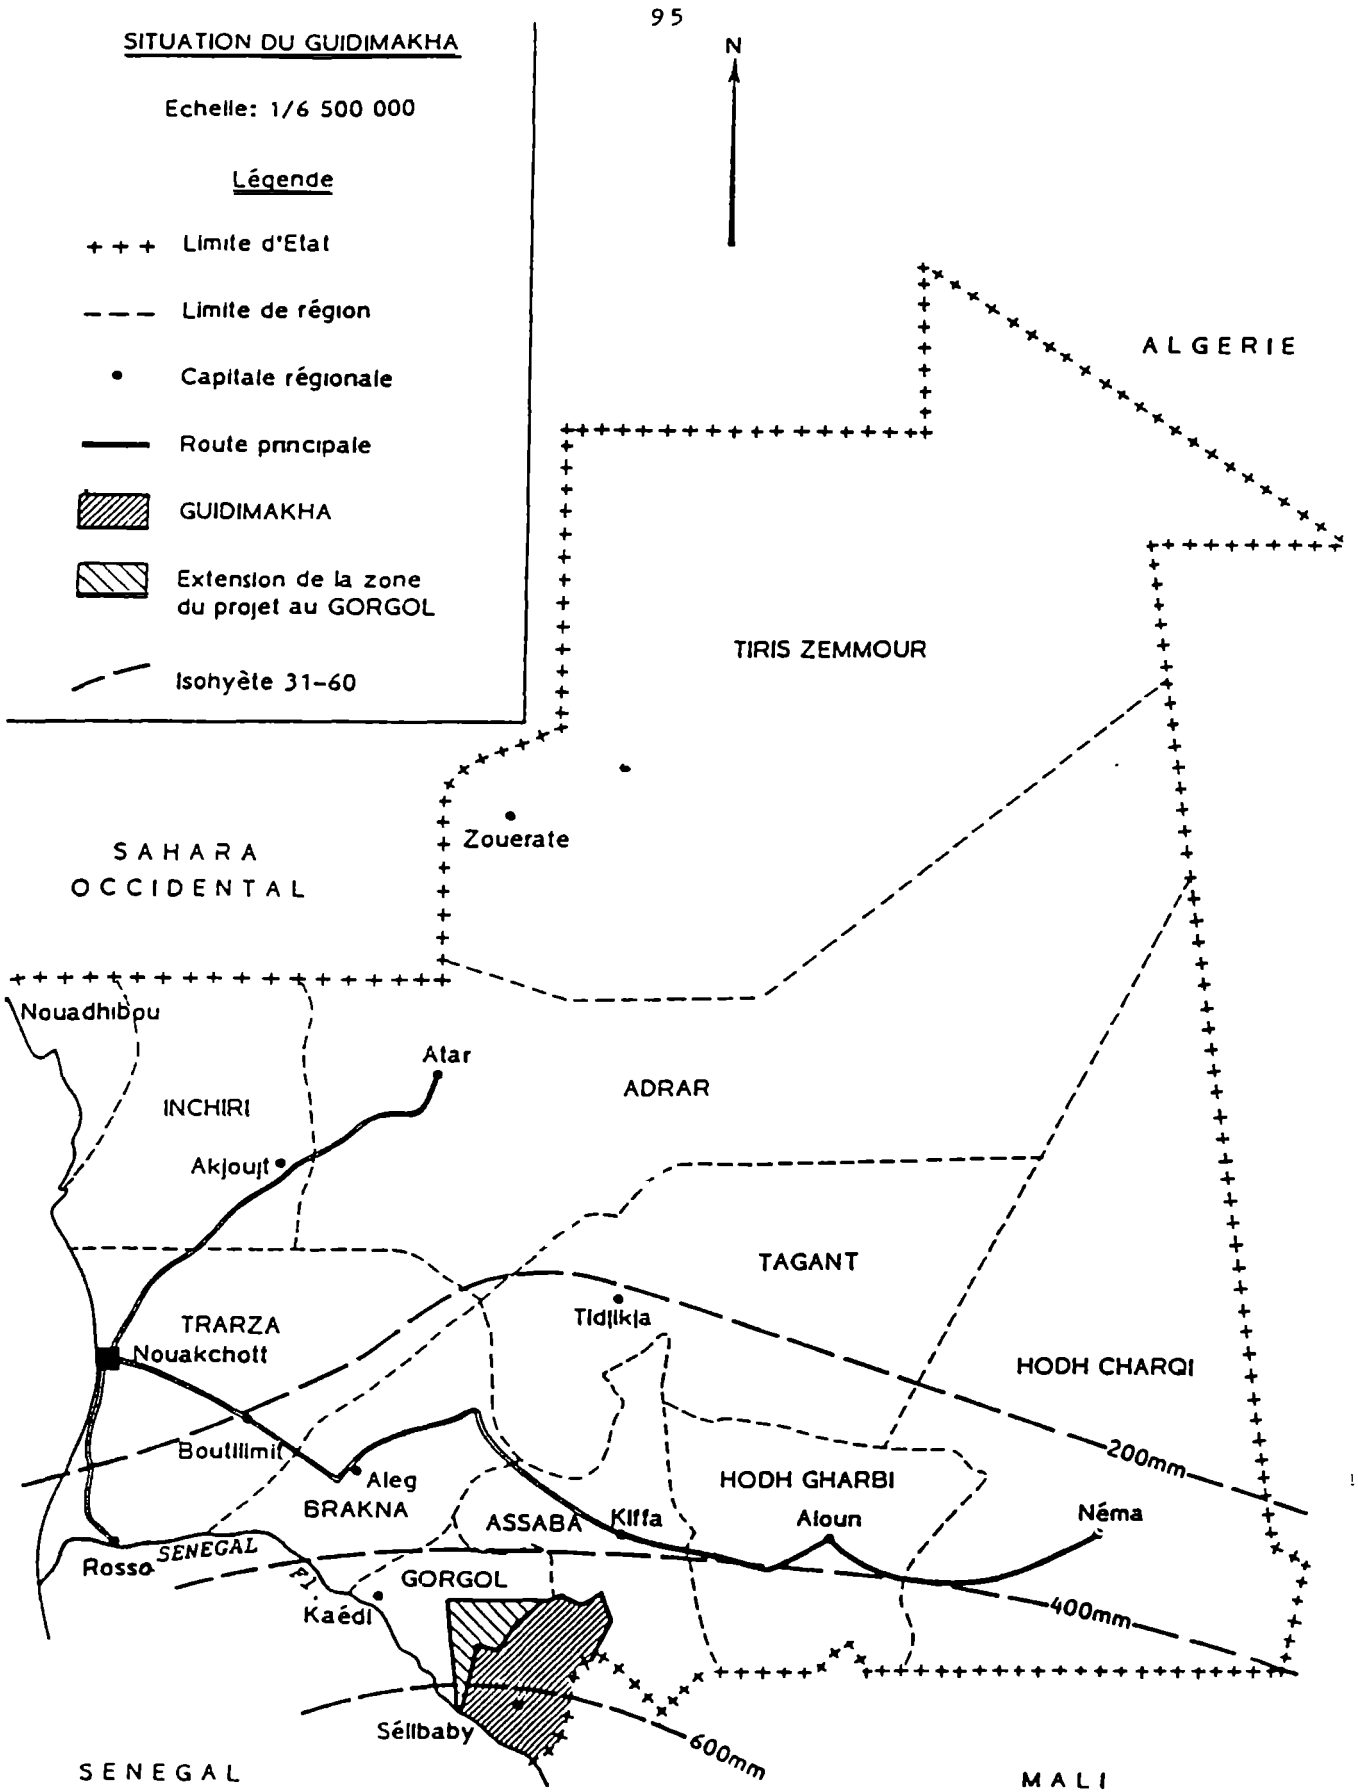 95
SITUATION DU GUIDIMAKHA
N
Echelle: 1/6 500 000
Légende
+ + + Limite d'Etat
Limite de région
Capitale régionale
Route principale
GUIDIMAKHA
Extension de la zone
du projet au GORGOL
Isohyète 31-60
ALGERIE
TIRIS ZEMMOUR
Zouerate
SAHARA
OCCIDENTAL
Nouadhibou
Atar
ADRAR
INCHIRI
Akjoujt
TAGANT
Tidjikja
TRARZA
Nouakchott
HODH CHARQI
Boutilimit
200mm
Aleg
HODH GHARBI
BRAKNA
ASSABA
Kiffa
Aioun
Néma
Rosso
SENEGAL
Fl.
GORGOL
Kaédi
400mm
Sélibaby
600mm
SENEGAL
MALI